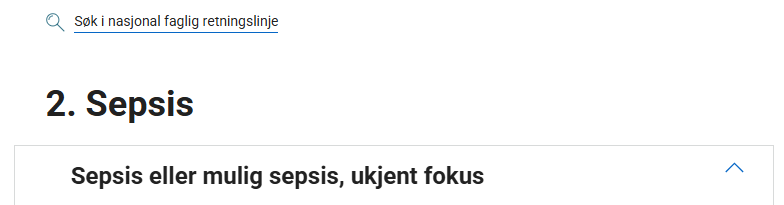 Søk i nasjonal faglig retningslinje
2. Sepsis
Sepsis eller mulig sepsis, ukjent fokus